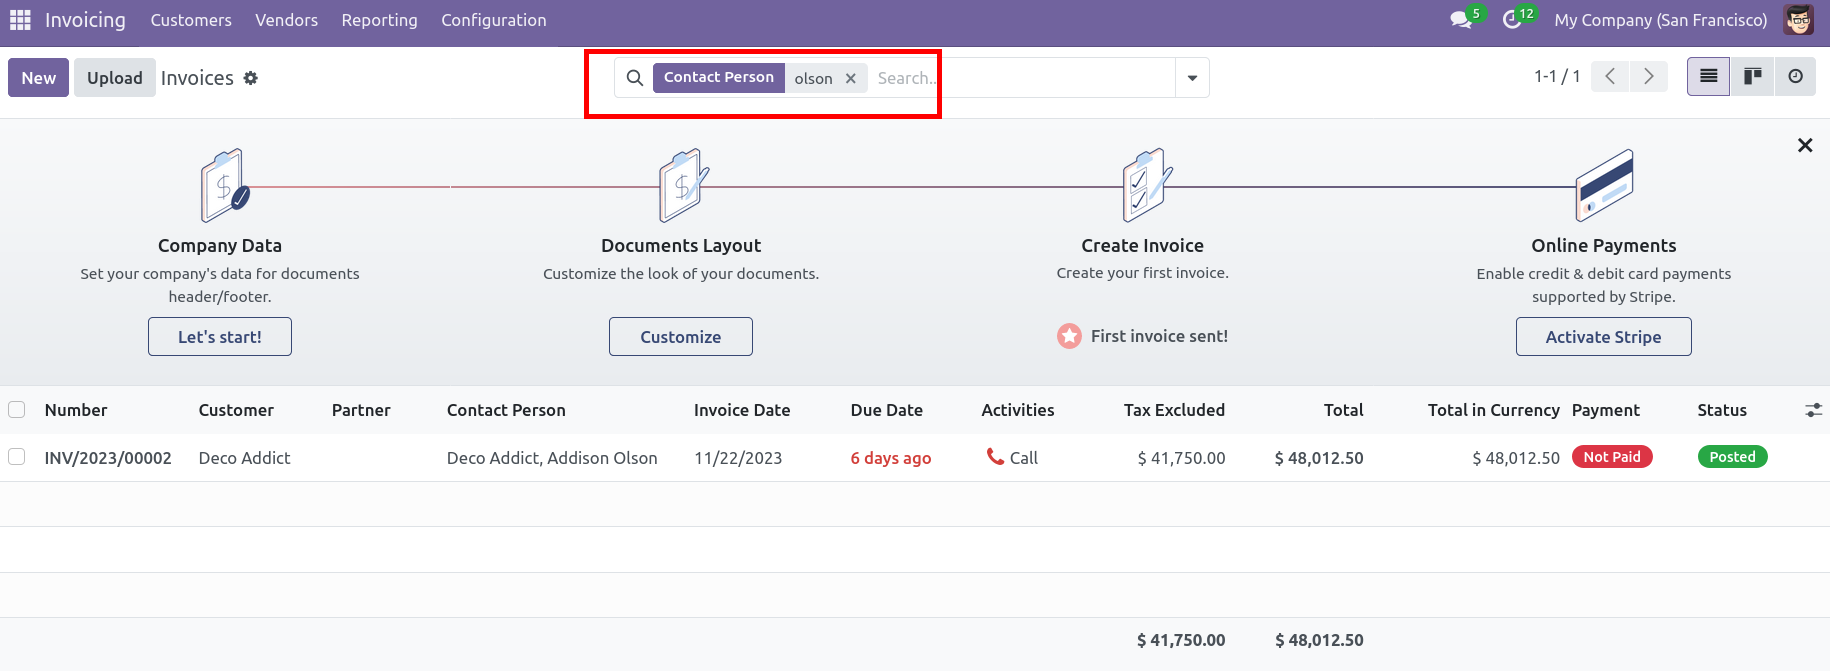 Invoicing Customers Vendors Reporting Configuration 5 12 My Company (San Francisco)
New Upload Invoices Contact Person olson Search... 1-1 / 1
Company Data Documents Layout Create Invoice Online Payments
Set your company's data for documents Customize the look of your documents. Create your first invoice. Enable credit & debit card payments
header/footer. supported by Stripe.
Let's start! Customize First invoice sent! Activate Stripe
Number Customer Partner Contact Person Invoice Date Due Date Activities Tax Excluded Total Total in Currency Payment Status
INV/2023/00002 Deco Addict Deco Addict, Addison Olson 11/22/2023 6 days ago Call $ 41,750.00 $ 48,012.50 $ 48,012.50 Not Paid Posted
$ 41,750.00 $ 48,012.50